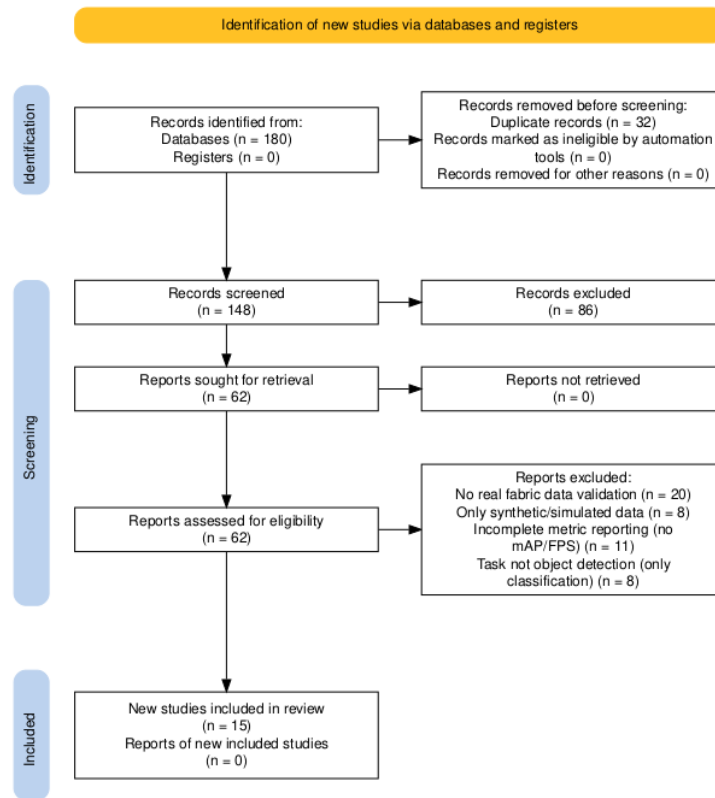 Identification of new studies via databases and registers
Identification
Records identified from:
Databases (n = 180)
Registers (n = 0)
Records removed before screening:
Duplicate records (n = 32)
Records marked as ineligible by automation
tools (n = 0)
Records removed for other reasons (n = 0)
Screening
Records screened
(n = 148)
Records excluded
(n = 86)
Reports sought for retrieval
(n = 62)
Reports not retrieved
(n = 0)
Reports assessed for eligibility
(n = 62)
Reports excluded:
No real fabric data validation (n = 20)
Only synthetic/simulated data (n = 8)
Incomplete metric reporting (no
mAP/FPS) (n = 11)
Task not object detection (only
classification) (n = 8)
Included
New studies included in review
(n = 15)
Reports of new included studies
(n = 0)